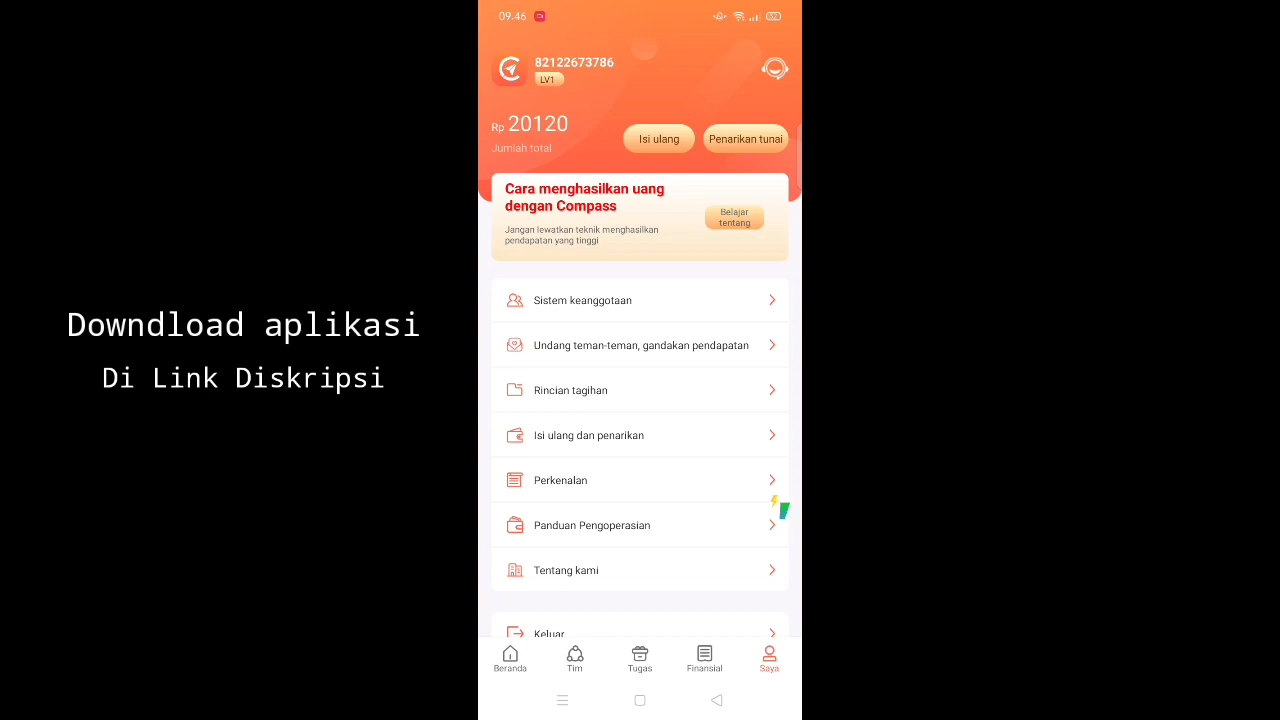 09.46
82122673786
LV1
Rp 20120
Jumlah total
Isi ulang
Penarikan tunai
Cara menghasilkan uang
dengan Compass
Jangan lewatkan teknik menghasilkan
pendapatan yang tinggi
Belajar
tentang
Sistem keanggotaan
Undang teman-teman, gandakan pendapatan
Rincian tagihan
Isi ulang dan penarikan
Perkenalan
Panduan Pengoperasian
Tentang kami
Keluar
Beranda
Tim
Tugas
Finansial
Saya
Downdload aplikasi
Di Link Diskripsi